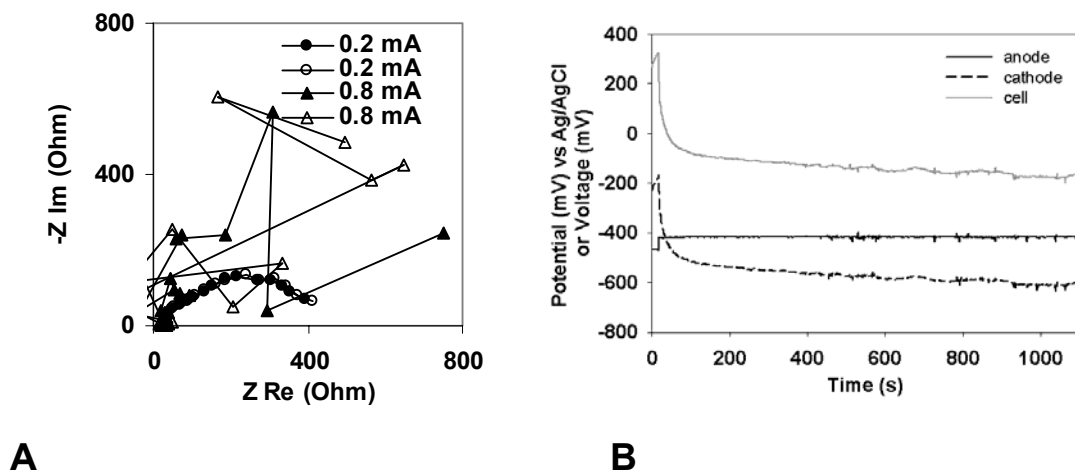 800
400
0
-Z Im (Ohm)
0.2 mA
0.2 mA
0.8 mA
0.8 mA
0 400 800
Z Re (Ohm)
A
400
200
0
-200
-400
-600
-800
Potential (mV) vs Ag/AgCl
or Voltage (mV)
anode
cathode
cell
0 200 400 600 800 1000
Time (s)
B